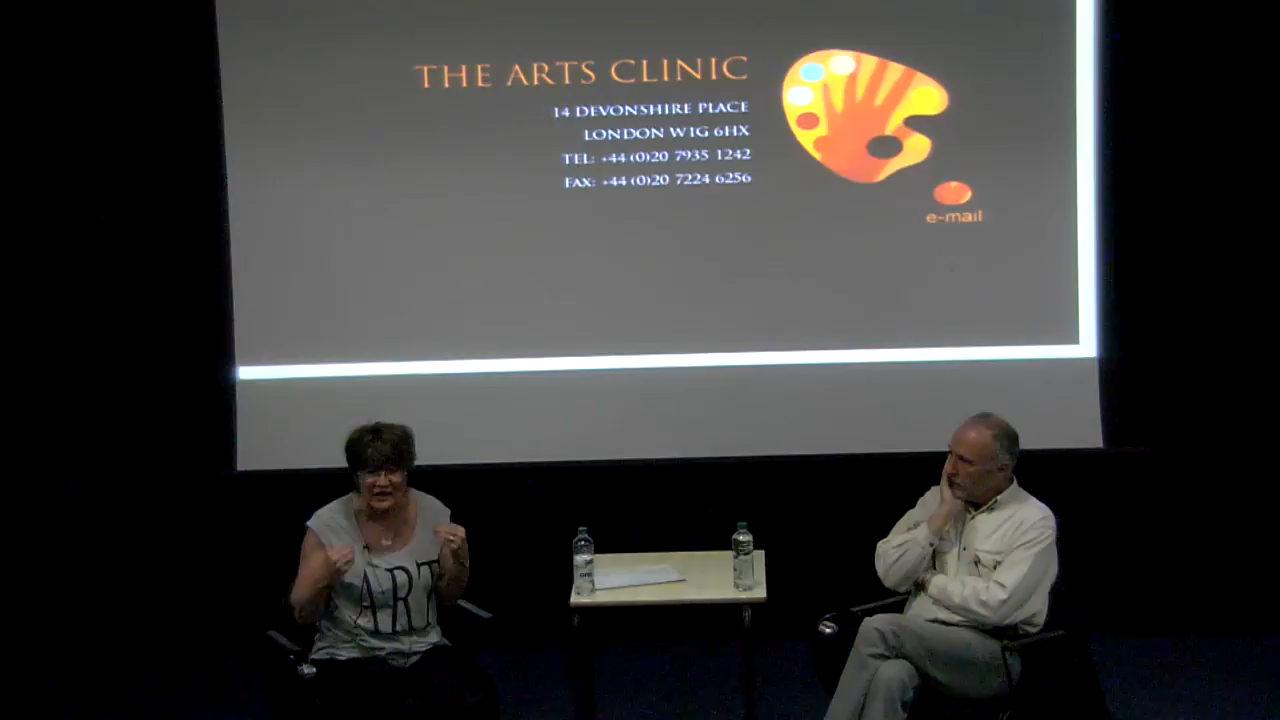 THE ARTS CLINIC
14 DEVONSHIRE PLACE
LONDON W1G 6HX
TEL: +44 (0)20 7935 1242
FAX: +44 (0)20 7224 6256
e-mail
ART